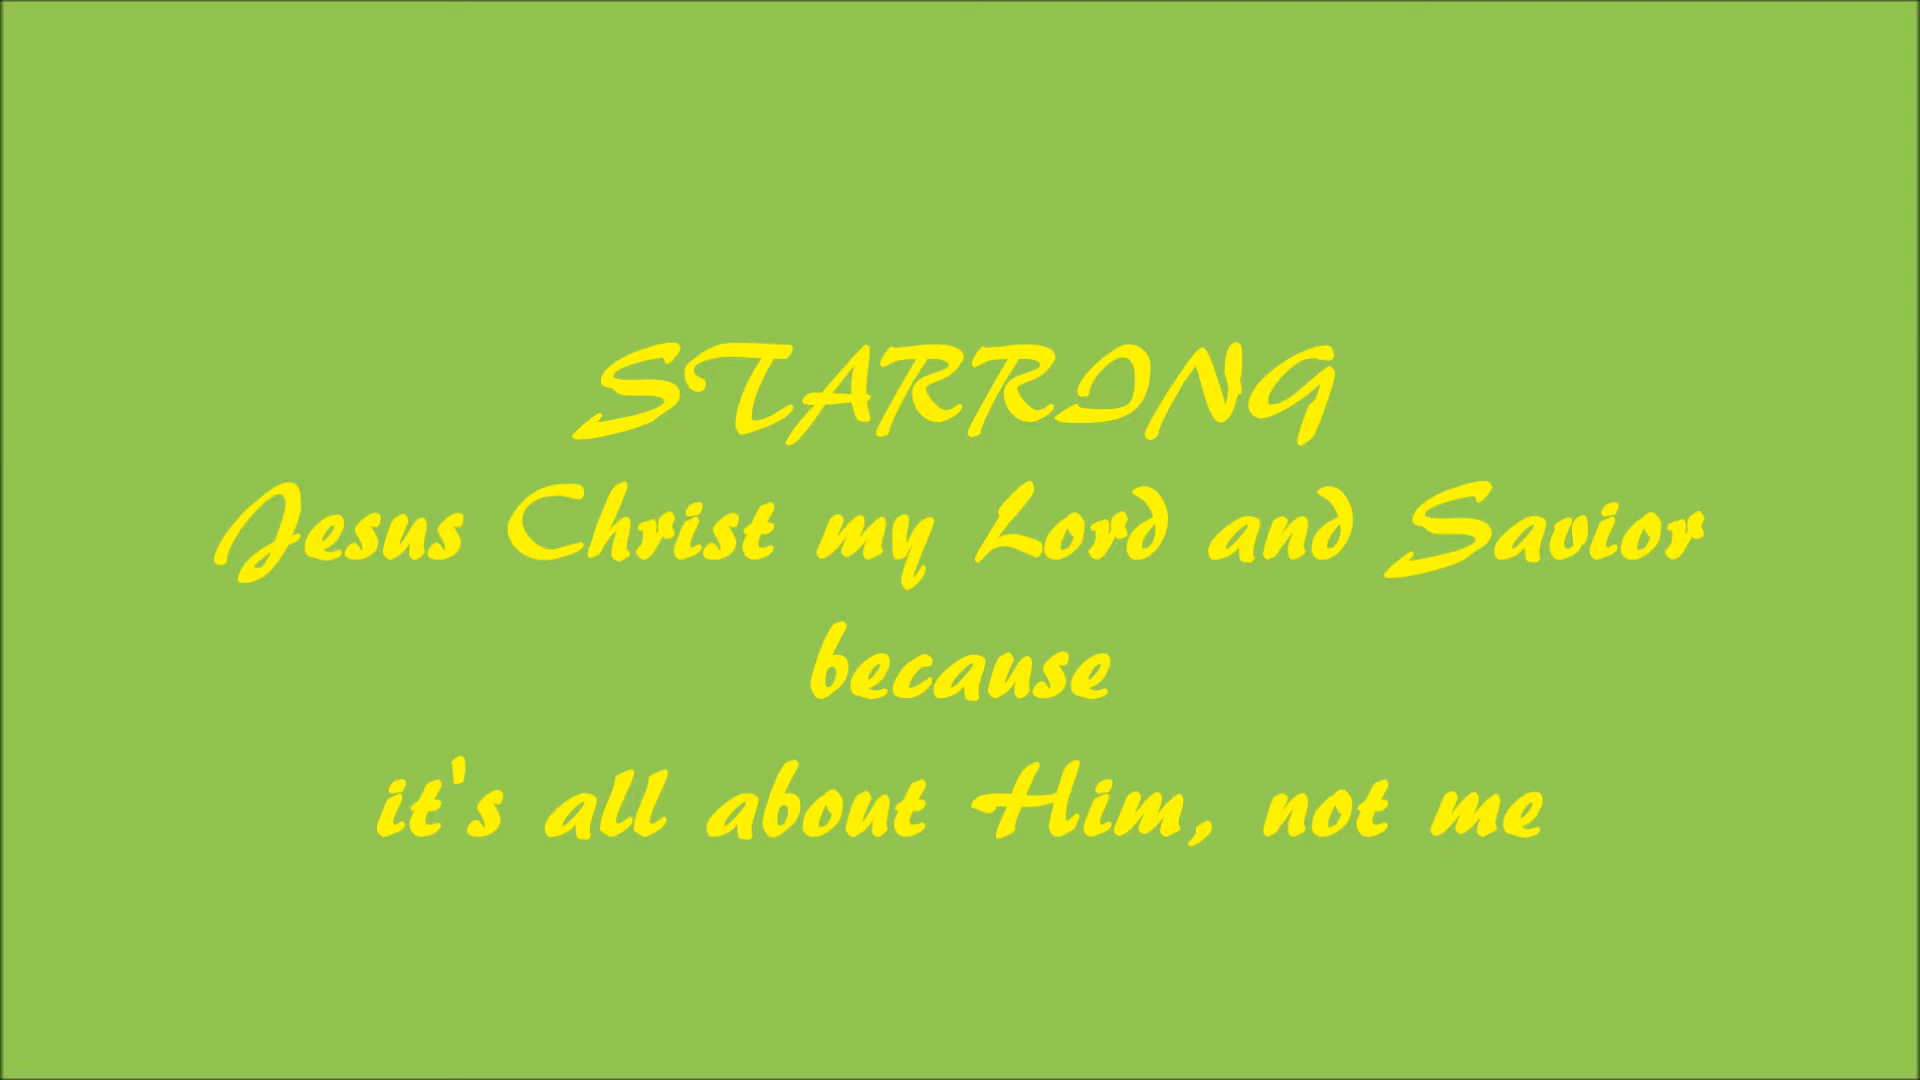 STARRING
Jesus Christ my Lord and Savior
because
it's all about Him, not me